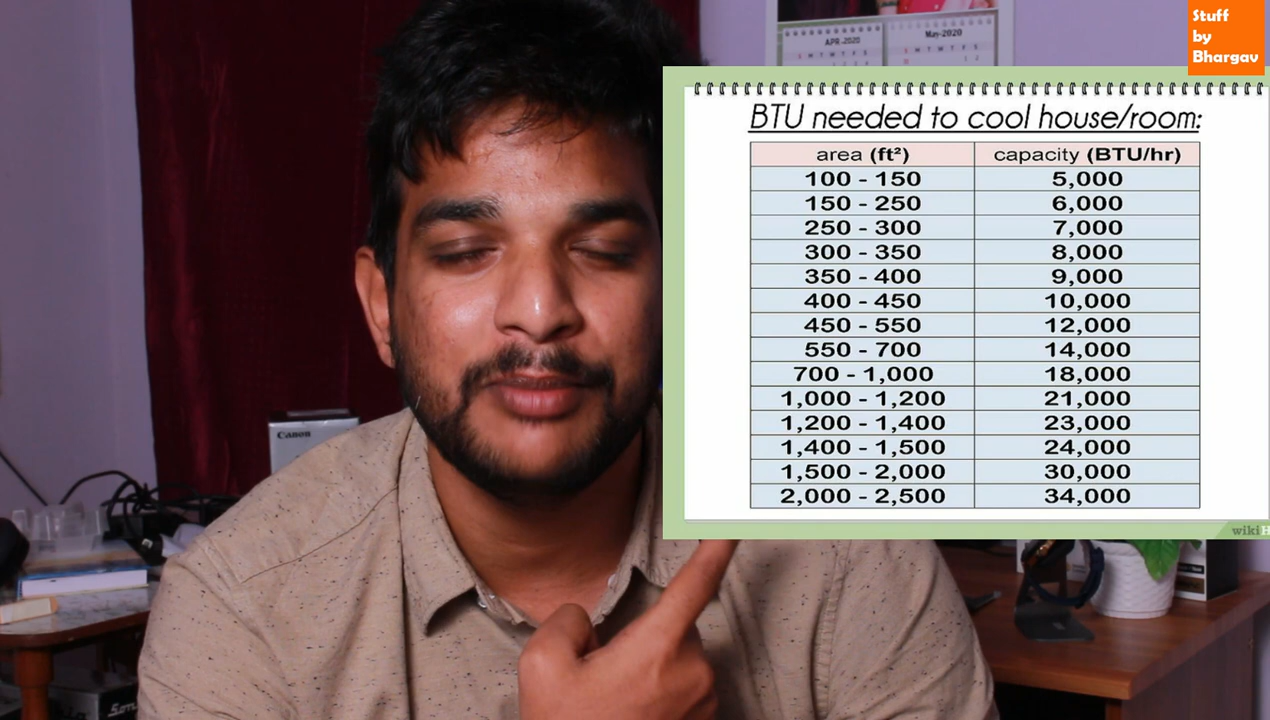 Stuff
by
Bhargav
APR 2020
May-2020
S M T W T F S
S M T W T F S
1 2
BTU needed to cool house/room:
area (ft²) capacity (BTU/hr)
100 - 150 5,000
150 - 250 6,000
250 - 300 7,000
300 - 350 8,000
350 - 400 9,000
400 - 450 10,000
450 - 550 12,000
550 - 700 14,000
700 - 1,000 18,000
1,000 - 1,200 21,000
1,200 - 1,400 23,000
1,400 - 1,500 24,000
1,500 - 2,000 30,000
2,000 - 2,500 34,000
wikiH
Canon
Son